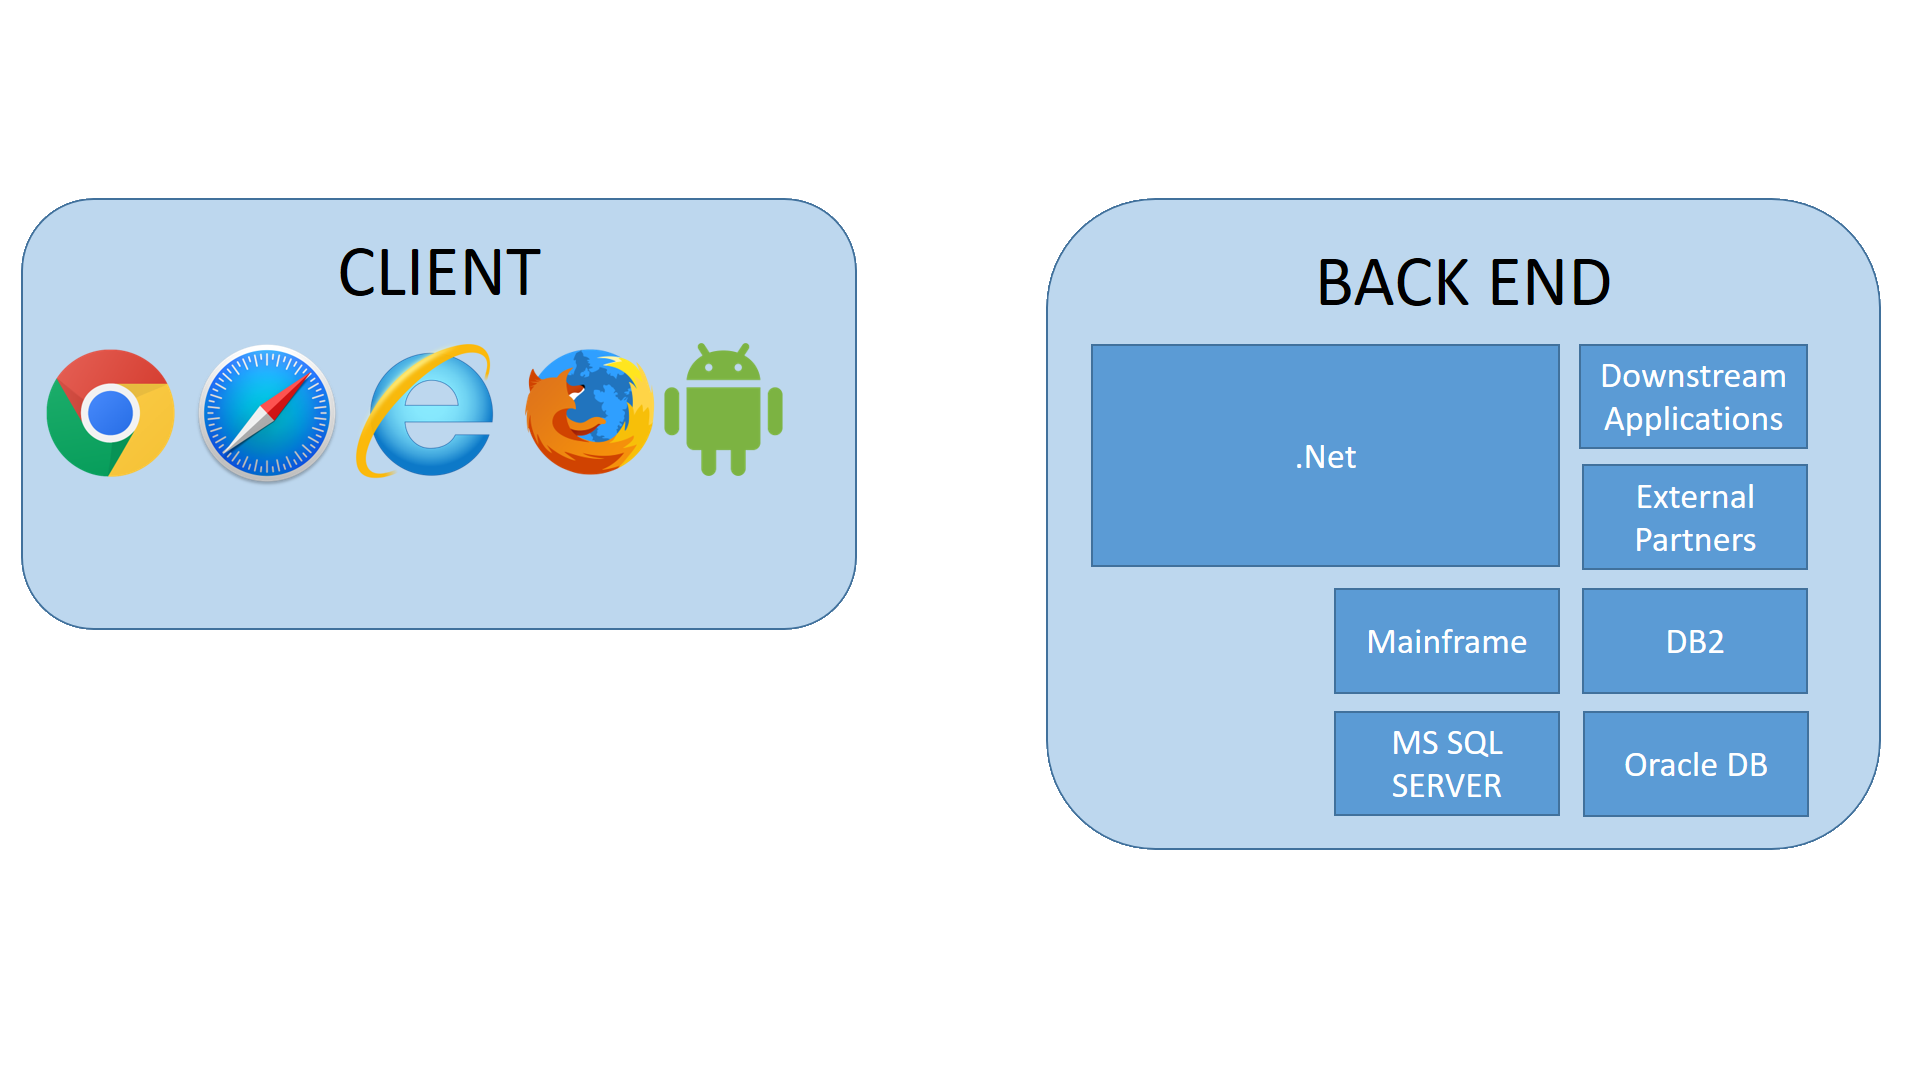 CLIENT
BACK END
.Net
Downstream
Applications
External
Partners
Mainframe
DB2
MS SQL
SERVER
Oracle DB